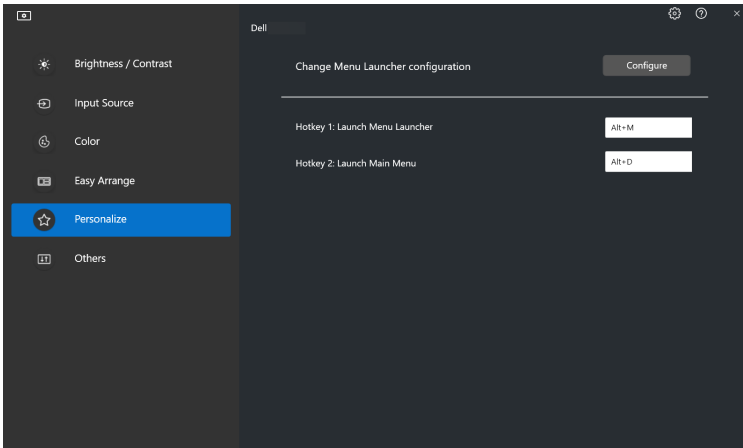 Dell
Brightness / Contrast
Input Source
Color
Easy Arrange
Personalize
Others
Change Menu Launcher configuration
Configure
Hotkey 1: Launch Menu Launcher
Alt+M
Hotkey 2: Launch Main Menu
Alt+D